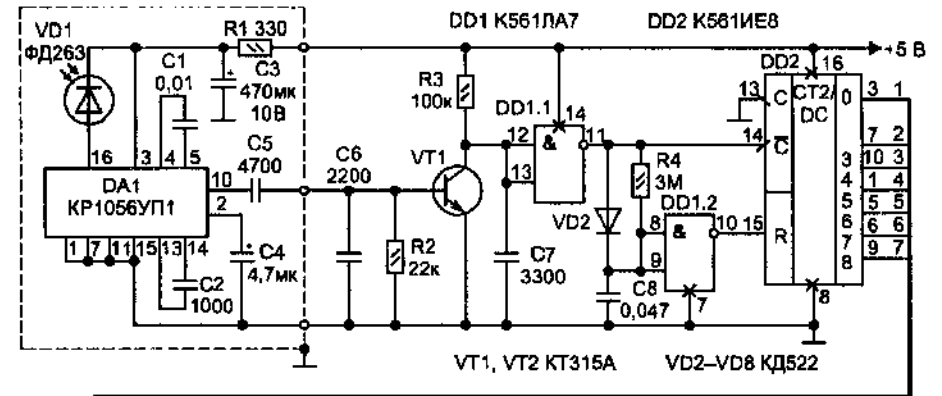 VD1
ФД263
R1 330
DD1 К561ЛА7
DD2 К561ИЕ8
+5 В
C1
0,01
C3
470мк
10В
+
R3
100к
DD1.1
14
&
12
13
11
DD2
16
CT2/
DC
13
C
14
C
15
R
0
3
4
5
6
7
8
3 1
7 2
10 3
1 4
5 5
6 6
9 7
8
16
3
4
5
DA1
КР1056УП1
10
2
1
7
11
15
13
14
C5
4700
C6
2200
VT1
R4
3М
DD1.2
VD2
8
9
&
10
7
C4
4,7мк
+
C2
1000
R2
22к
C7
3300
C8
0,047
VT1, VT2 КТ315А
VD2–VD8 КД522